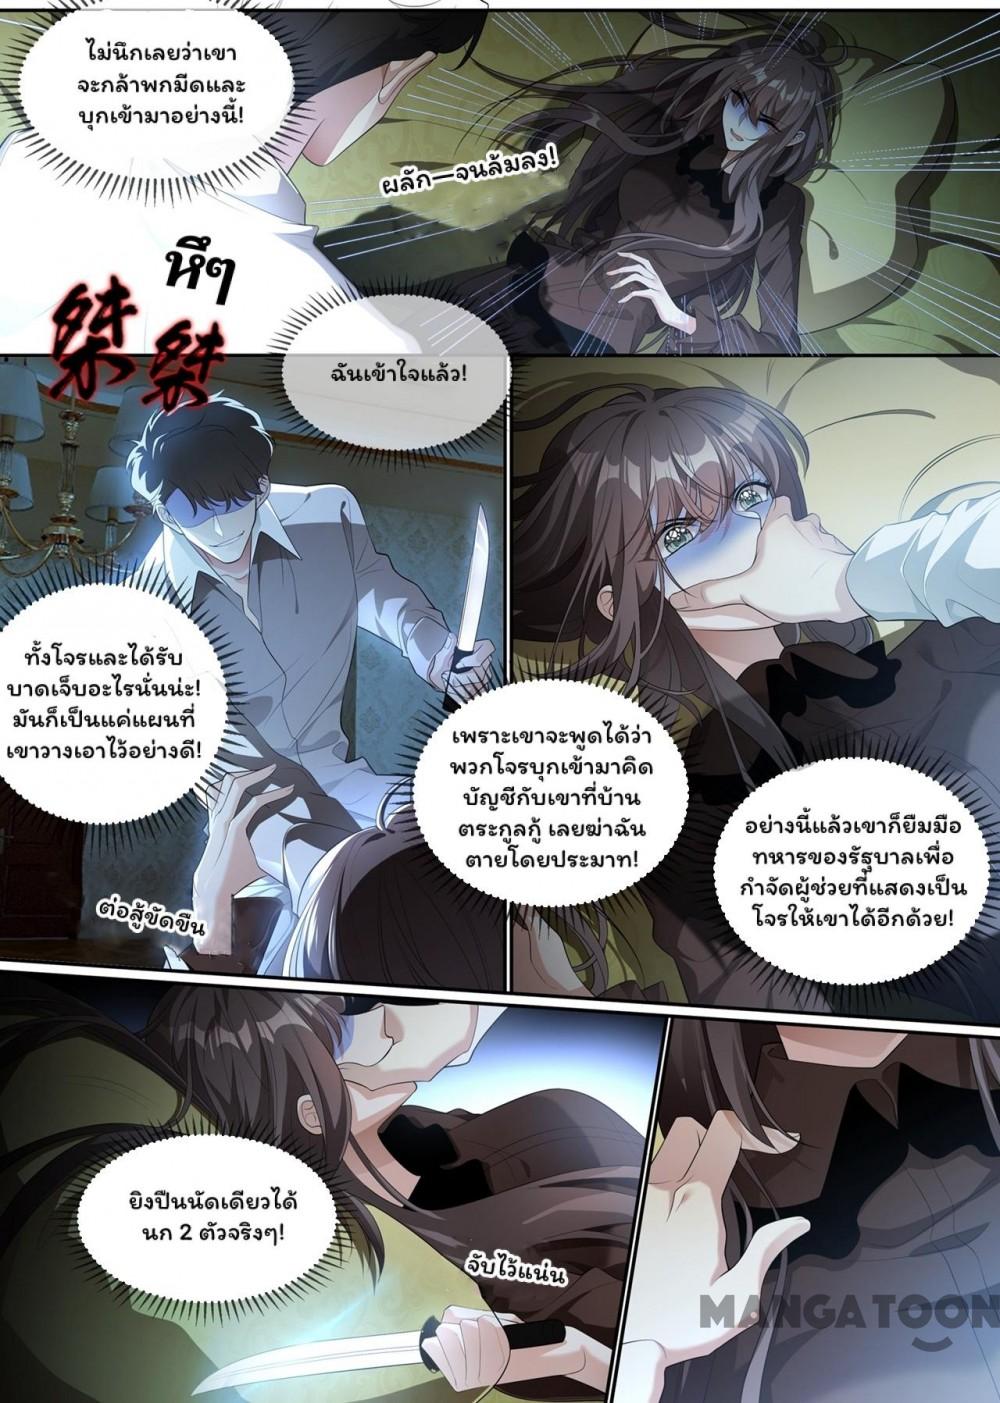 ไม่นึกเลยว่าเขา
จะกล้าพกมีดและ
บุกเข้ามาอย่างนี้!
ผลัก—จนล้มลง!
หึๆ
桀桀
ฉันเข้าใจแล้ว!
ทั้งโจรและได้รับ
บาดเจ็บอะไรนั่นน่ะ!
มันก็เป็นแค่แผนที่
เขาวางเอาไว้อย่างดี!
เพราะเขาจะพูดได้ว่า
พวกโจรบุกเข้ามาคิด
บัญชีกับเขาที่บ้าน
ตระกูลกู้ เลยฆ่าฉัน
ตายโดยประมาท!
อย่างนี้แล้วเขาก็ยืมมือ
ทหารของรัฐบาลเพื่อ
กำจัดผู้ช่วยที่แสดงเป็น
โจรให้เขาได้อีกด้วย!
ต่อสู้ขัดขืน
ยิงปืนนัดเดียวได้
นก 2 ตัวจริงๆ!
จับไว้แน่น
MANGATOON